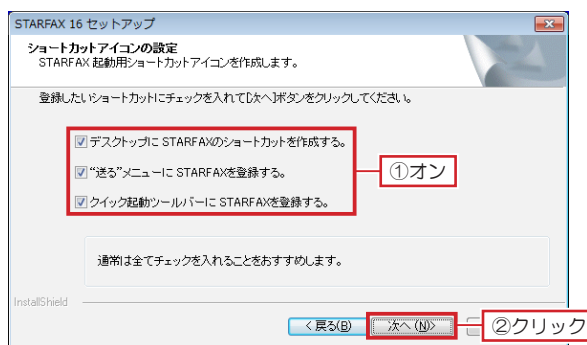 STARFAX 16 セットアップ
ショートカットアイコンの設定
STARFAX 起動用ショートカットアイコンを作成します。
登録したいショートカットにチェックを入れて[次へ]ボタンをクリックしてください。
デスクトップに STARFAXのショートカットを作成する。
“送る”メニューに STARFAXを登録する。
①オン
クイック起動ツールバーに STARFAXを登録する。
通常は全てチェックを入れることをおすすめします。
InstallShield
< 戻る(B)
次へ(N)>
②クリック